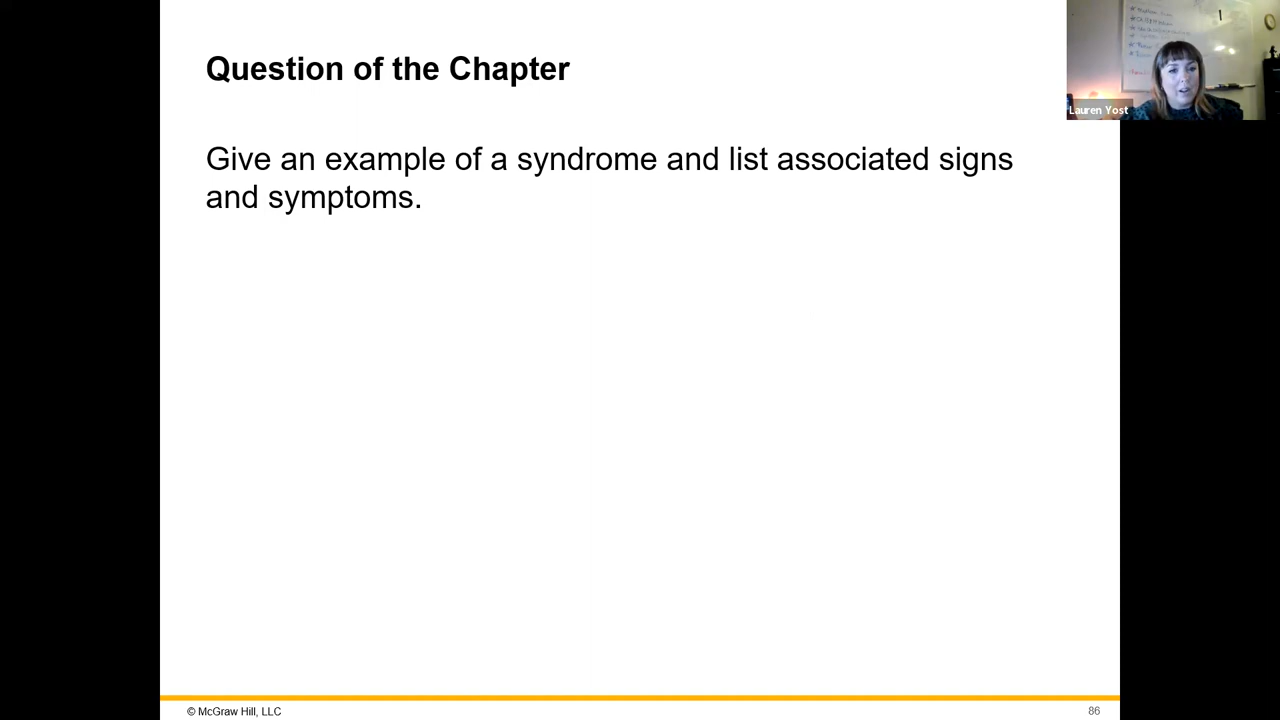 Question of the Chapter
Lauren Yost
Give an example of a syndrome and list associated signs
and symptoms.
© McGraw Hill, LLC
86